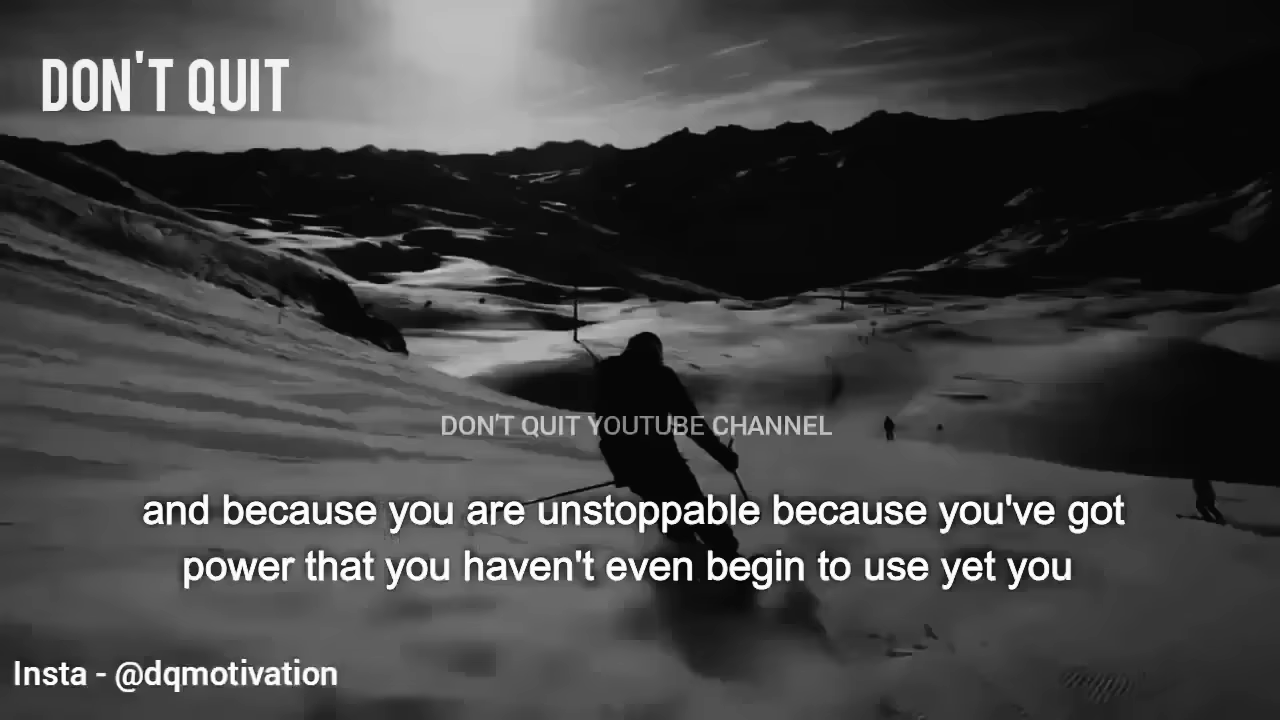 DON'T QUIT
DON'T QUIT YOUTUBE CHANNEL
and because you are unstoppable because you've got
power that you haven't even begin to use yet you
Insta - @dqmotivation